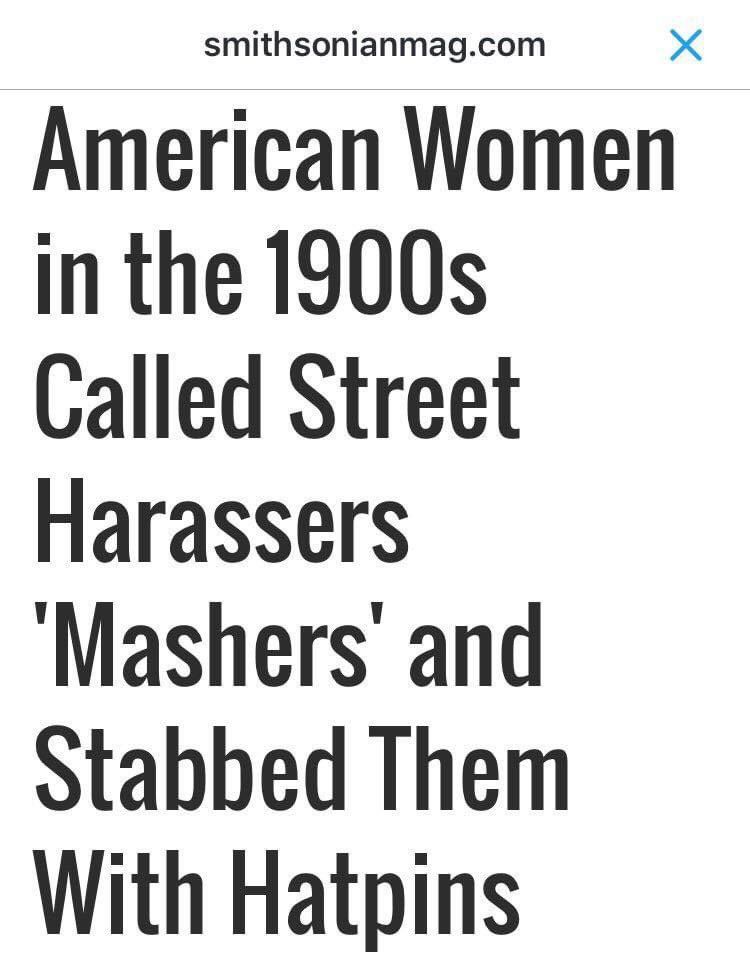 smithsonianmag.com
American Women
in the 1900s
Called Street
Harassers
'Mashers' and
Stabbed Them
With Hatpins